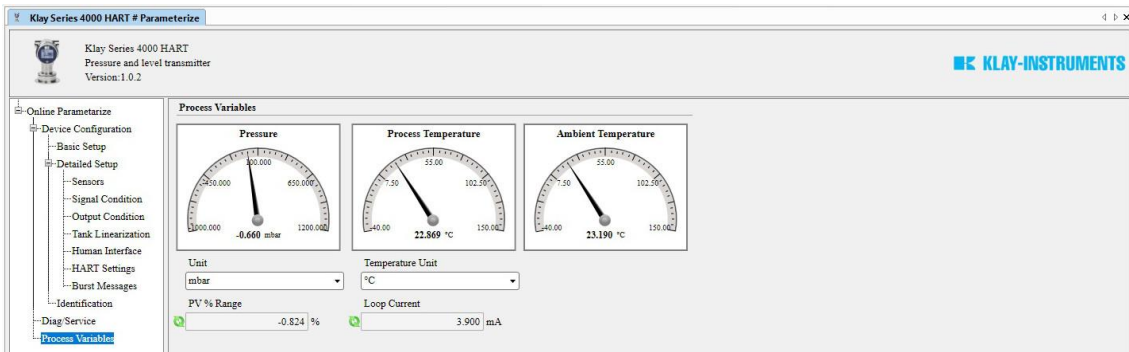 Klay Series 4000 HART # Parameterize
Klay Series 4000 HART
Pressure and level transmitter
Version:1.0.2
KLAY-INSTRUMENTS
Online Parametarize
Device Configuration
Basic Setup
Detailed Setup
Sensors
Signal Condition
Output Condition
Tank Linearization
Human Interface
HART Settings
Burst Messages
Identification
Diag/Service
Process Variables
Process Variables
Pressure
100.000
-450.000 650.000
-1000.000 1200.000
-0.660 mbar
Process Temperature
55.00
7.50 102.50
-40.00 150.00
22.869 °C
Ambient Temperature
55.00
7.50 102.50
-40.00 150.00
23.190 °C
Unit Temperature Unit
mbar °C
PV % Range Loop Current
-0.824 % 3.900 mA